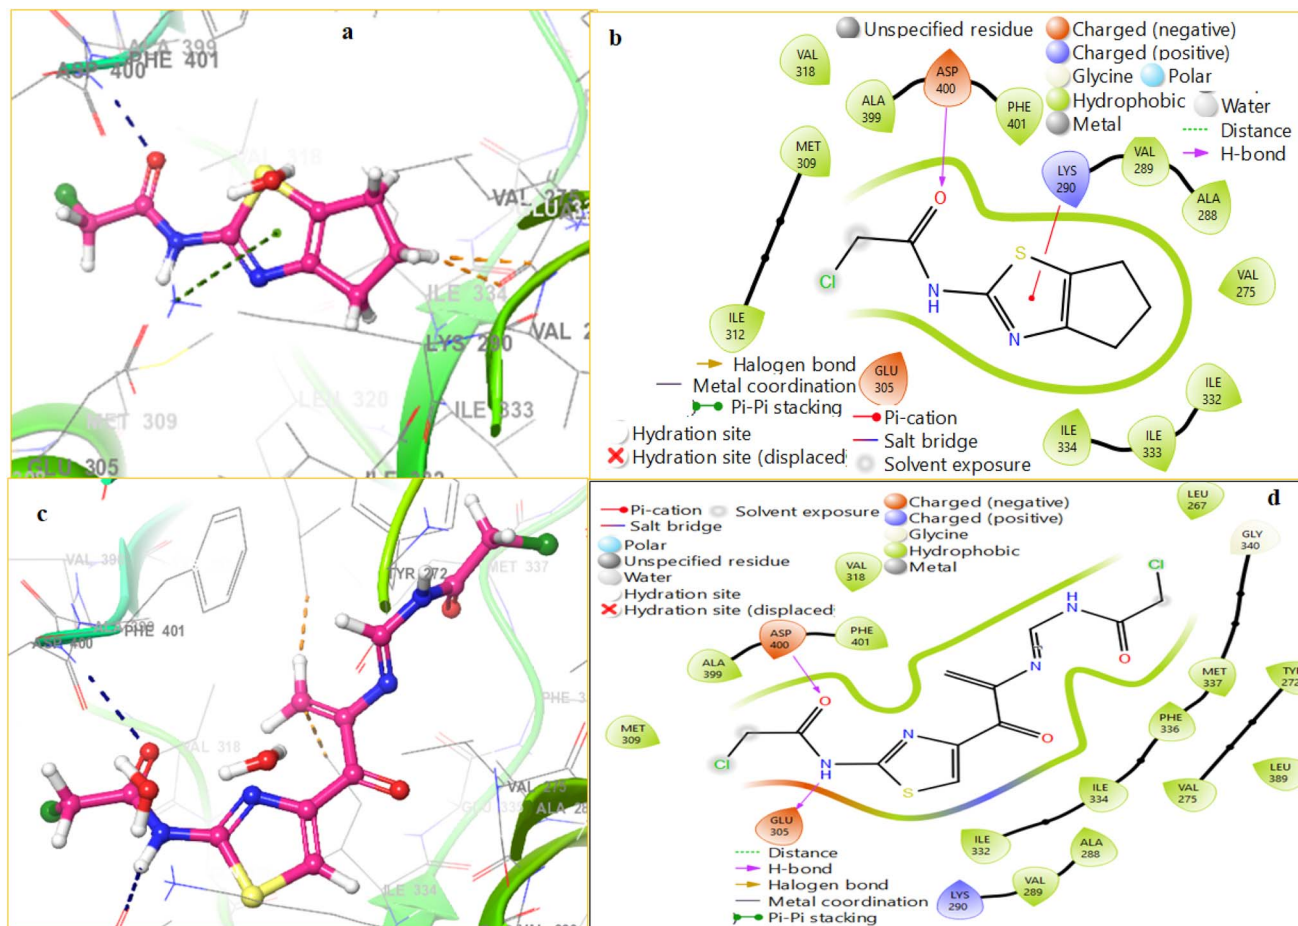 a
ALA 399
PHE 401
ASP 400
VAL 318
VAL 275
ILE 334
LYS 290
VAL 2
MET 309
LEU 320
ILE 333
GLU 305
b
Unspecified residue
Charged (negative)
Charged (positive)
Glycine
Polar
Hydrophobic
Water
Metal
Distance
H-bond
VAL
318
ASP
400
ALA
399
PHE
401
MET
309
LYS
290
VAL
289
ALA
288
O
S
Cl
NH
N
VAL
275
ILE
312
GLU
305
ILE
332
ILE
334
ILE
333
Halogen bond
Metal coordination
Pi-Pi stacking
Pi-cation
Hydration site
Salt bridge
Hydration site (displaced)
Solvent exposure
c
TYR 272
MET 337
PHE 401
ASP 400
VAL 318
VAL 275
ALA 28
ILE 334
d
Pi-cation
Solvent exposure
Salt bridge
Polar
Unspecified residue
Water
Hydration site
Hydration site (displaced)
Charged (negative)
Charged (positive)
Glycine
Hydrophobic
Metal
LEU
267
GLY
340
VAL
318
ASP
400
PHE
401
ALA
399
Cl
H
N
O
N
MET
337
TYR
272
PHE
336
MET
309
O
N
O
Cl
NH
S
LEU
389
ILE
334
VAL
275
GLU
305
ILE
332
ALA
288
VAL
289
LYS
290
Distance
H-bond
Halogen bond
Metal coordination
Pi-Pi stacking